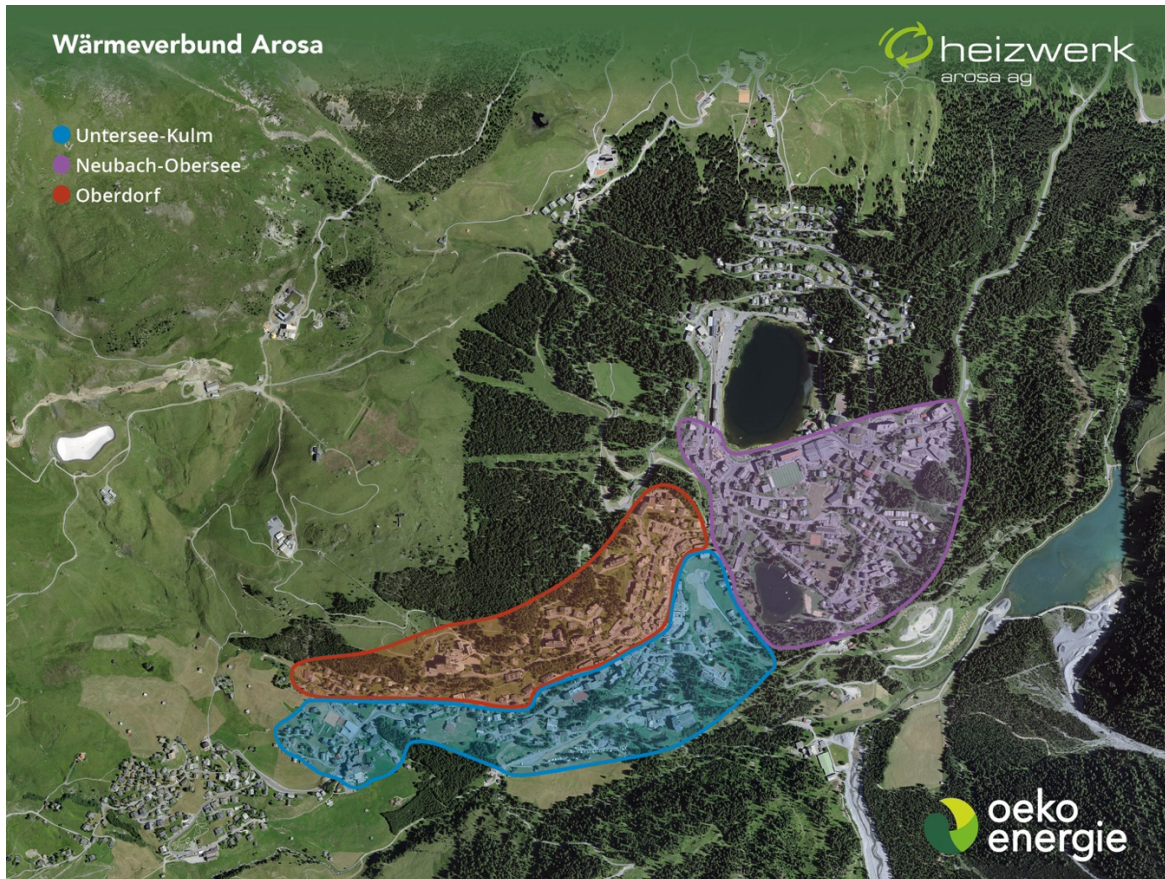 Wärmeverbund Arosa
heizwerk
arosa ag
Untersee-Kulm
Neubach-Obersee
Oberdorf
oeko
energie